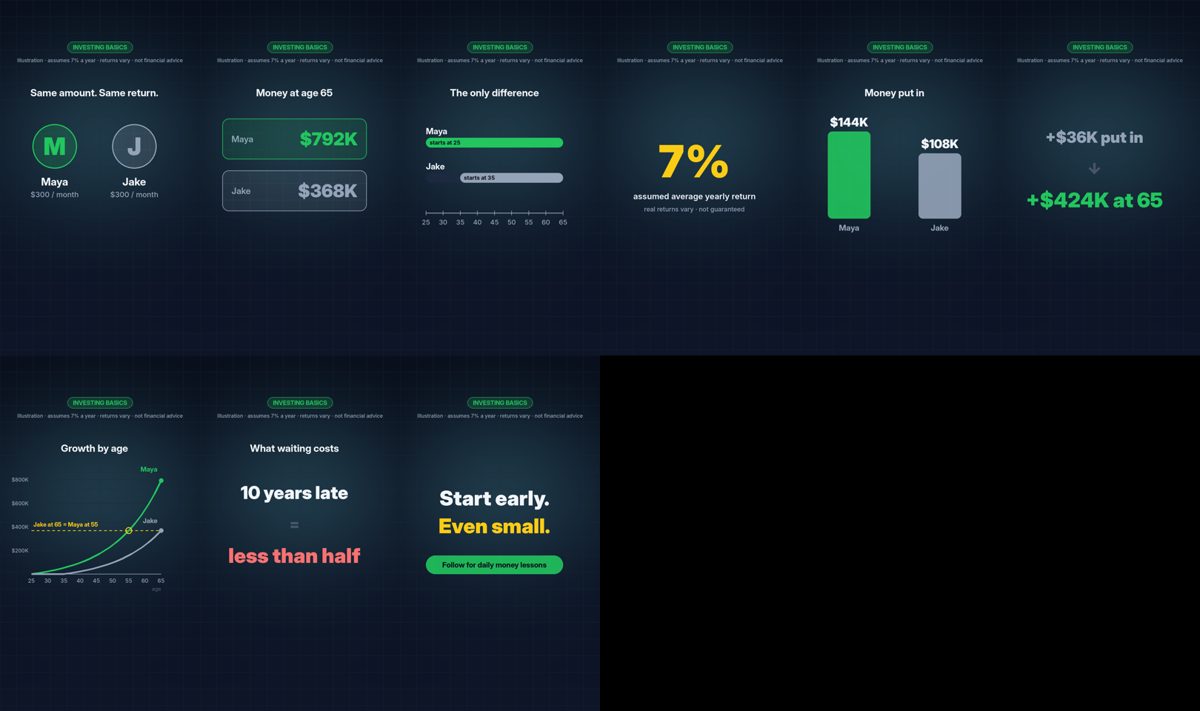 INVESTING BASICS
Illustration · assumes 7% a year · returns vary · not financial advice
Same amount. Same return.
M
J
Maya
Jake
$300 / month
$300 / month
INVESTING BASICS
Illustration · assumes 7% a year · returns vary · not financial advice
Money at age 65
Maya
$792K
Jake
$368K
INVESTING BASICS
Illustration · assumes 7% a year · returns vary · not financial advice
The only difference
Maya
starts at 25
Jake
starts at 35
25 30 35 40 45 50 55 60 65
INVESTING BASICS
Illustration · assumes 7% a year · returns vary · not financial advice
7%
assumed average yearly return
real returns vary · not guaranteed
INVESTING BASICS
Illustration · assumes 7% a year · returns vary · not financial advice
Money put in
$144K
$108K
Maya
Jake
INVESTING BASICS
Illustration · assumes 7% a year · returns vary · not financial advice
+$36K put in
+$424K at 65
INVESTING BASICS
Illustration · assumes 7% a year · returns vary · not financial advice
Growth by age
Maya
$800K
$600K
Jake
$400K
Jake at 65 = Maya at 55
$200K
25 30 35 40 45 50 55 60 65
age
INVESTING BASICS
Illustration · assumes 7% a year · returns vary · not financial advice
What waiting costs
10 years late
=
less than half
INVESTING BASICS
Illustration · assumes 7% a year · returns vary · not financial advice
Start early.
Even small.
Follow for daily money lessons